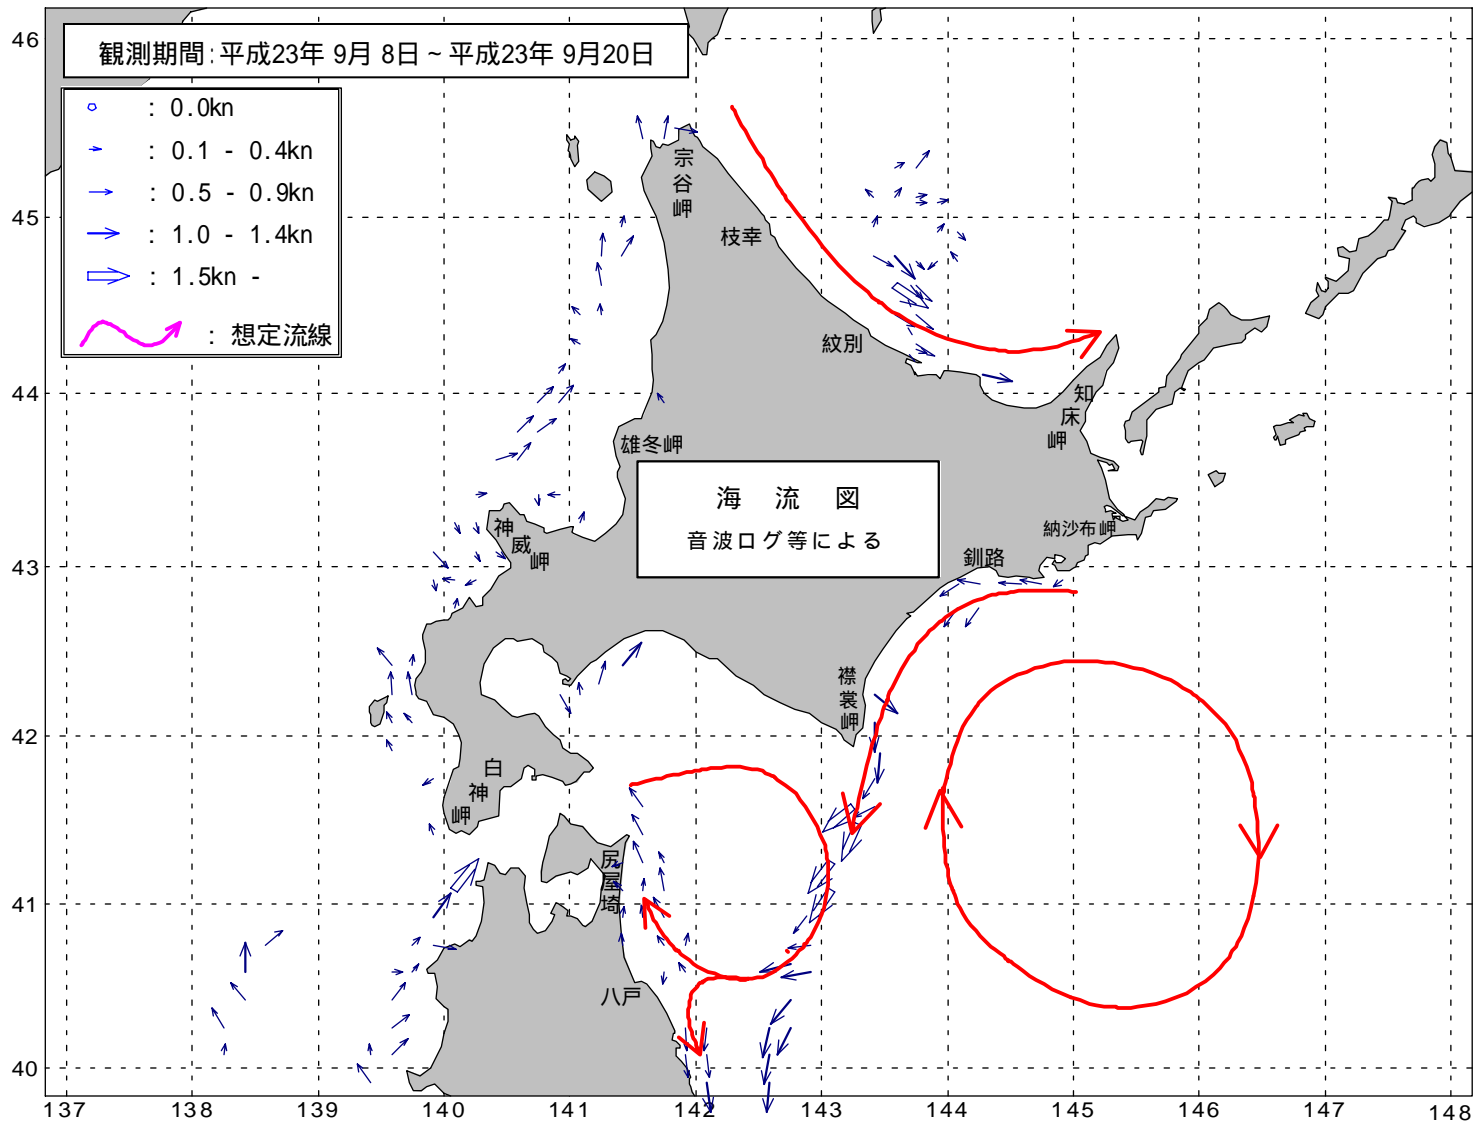 観測期間:平成23年 9月 8日～平成23年 9月20日
: 0.0kn
: 0.1 - 0.4kn
: 0.5 - 0.9kn
: 1.0 - 1.4kn
: 1.5kn -
: 想定流線
46
45
44
43
42
41
40
宗谷岬
枝幸
紋別
知床岬
雄冬岬
海 流 図
音波ログ等による
納沙布岬
釧路
神威岬
襟裳岬
白神岬
尻屋埼
八戸
137
138
139
140
141
142
143
144
145
146
147
148